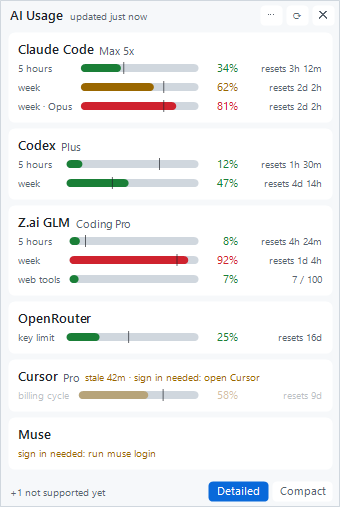 AI Usage updated just now ... ⟳ ✕
Claude Code Max 5x
5 hours 34% resets 3h 12m
week 62% resets 2d 2h
week · Opus 81% resets 2d 2h
Codex Plus
5 hours 12% resets 1h 30m
week 47% resets 4d 14h
Z.ai GLM Coding Pro
5 hours 8% resets 4h 24m
week 92% resets 1d 4h
web tools 7% 7 / 100
OpenRouter
key limit 25% resets 16d
Cursor Pro stale 42m · sign in needed: open Cursor
billing cycle 58% resets 9d
Muse
sign in needed: run muse login
+1 not supported yet Detailed Compact